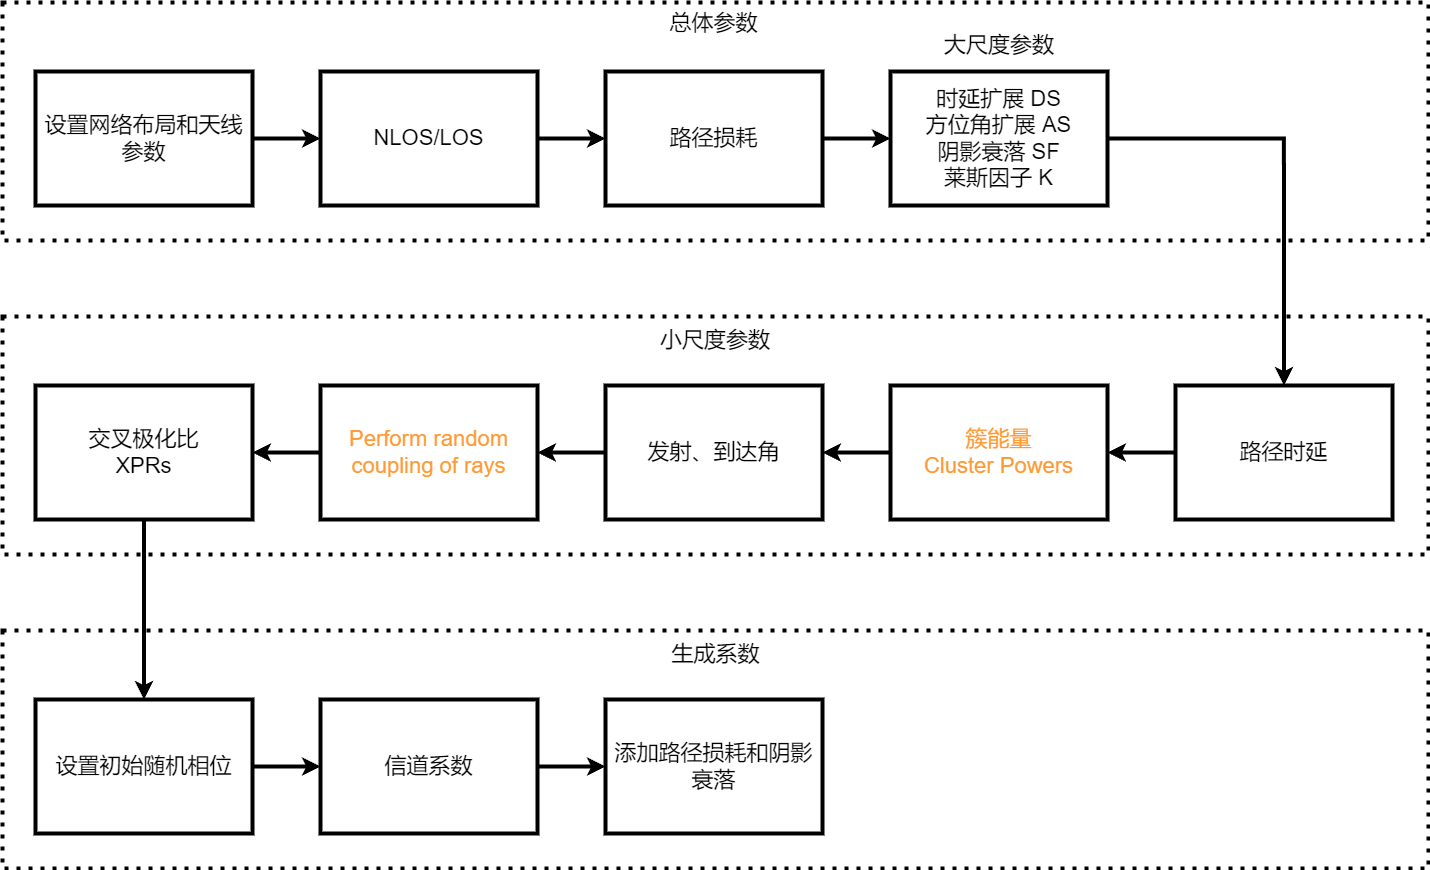 总体参数
大尺度参数
设置网络布局和天线
参数
NLOS/LOS
路径损耗
时延扩展 DS
方位角扩展 AS
阴影衰落 SF
莱斯因子 K
小尺度参数
交叉极化比
XPRs
Perform random
coupling of rays
发射、到达角
簇能量
Cluster Powers
路径时延
生成系数
设置初始随机相位
信道系数
添加路径损耗和阴影
衰落